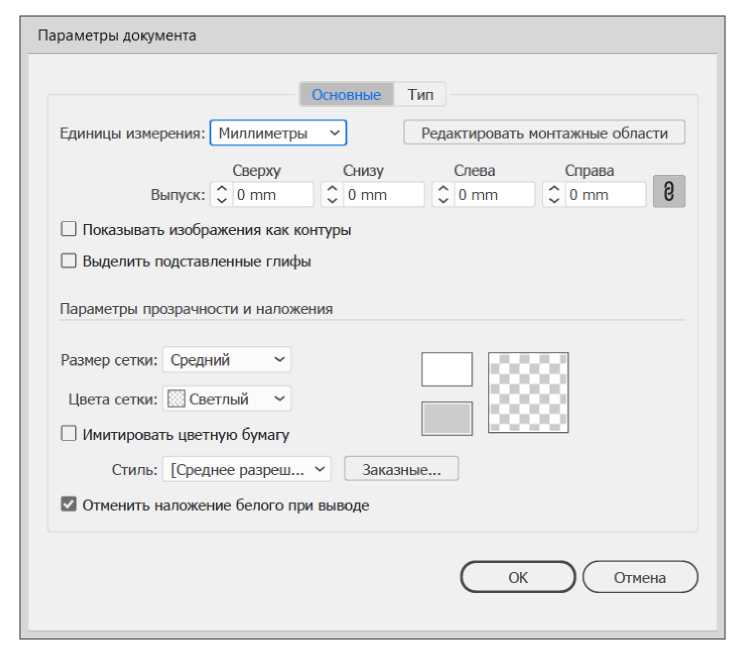 Параметры документа
Основные Тип
Единицы измерения: Миллиметры Редактировать монтажные области
Сверху Снизу Слева Справа
Выпуск: 0 mm 0 mm 0 mm 0 mm
Показывать изображения как контуры
Выделить подставленные глифы
Параметры прозрачности и наложения
Размер сетки: Средний
Цвета сетки: Светлый
Имитировать цветную бумагу
Стиль: [Среднее разреш... Заказные...
Отменить наложение белого при выводе
ОК Отмена